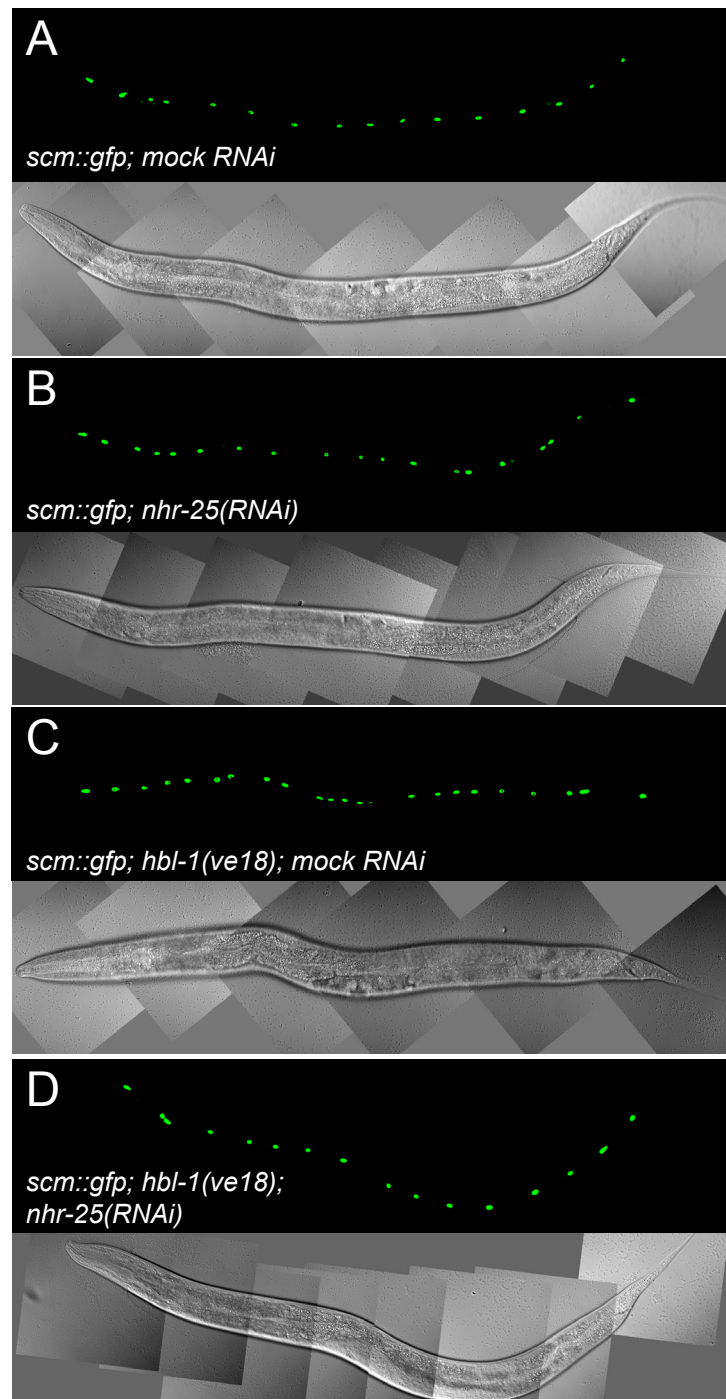 A
scm::gfp; mock RNAi
B
scm::gfp; nhr-25(RNAi)
C
scm::gfp; hbl-1(ve18); mock RNAi
D
scm::gfp; hbl-1(ve18);
nhr-25(RNAi)